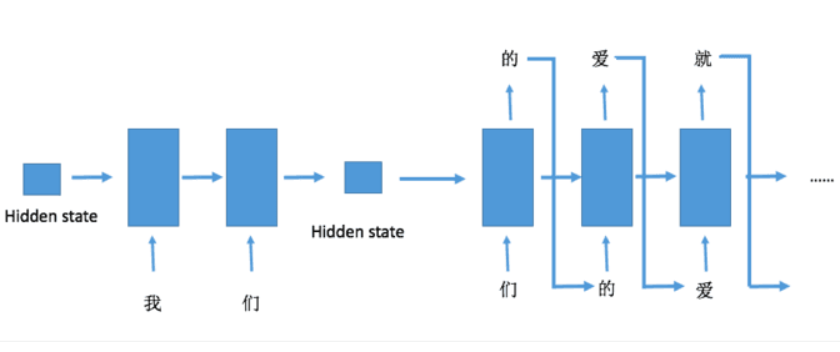 的 爱 就
......
Hidden state
Hidden state
我 们
们 的 爱